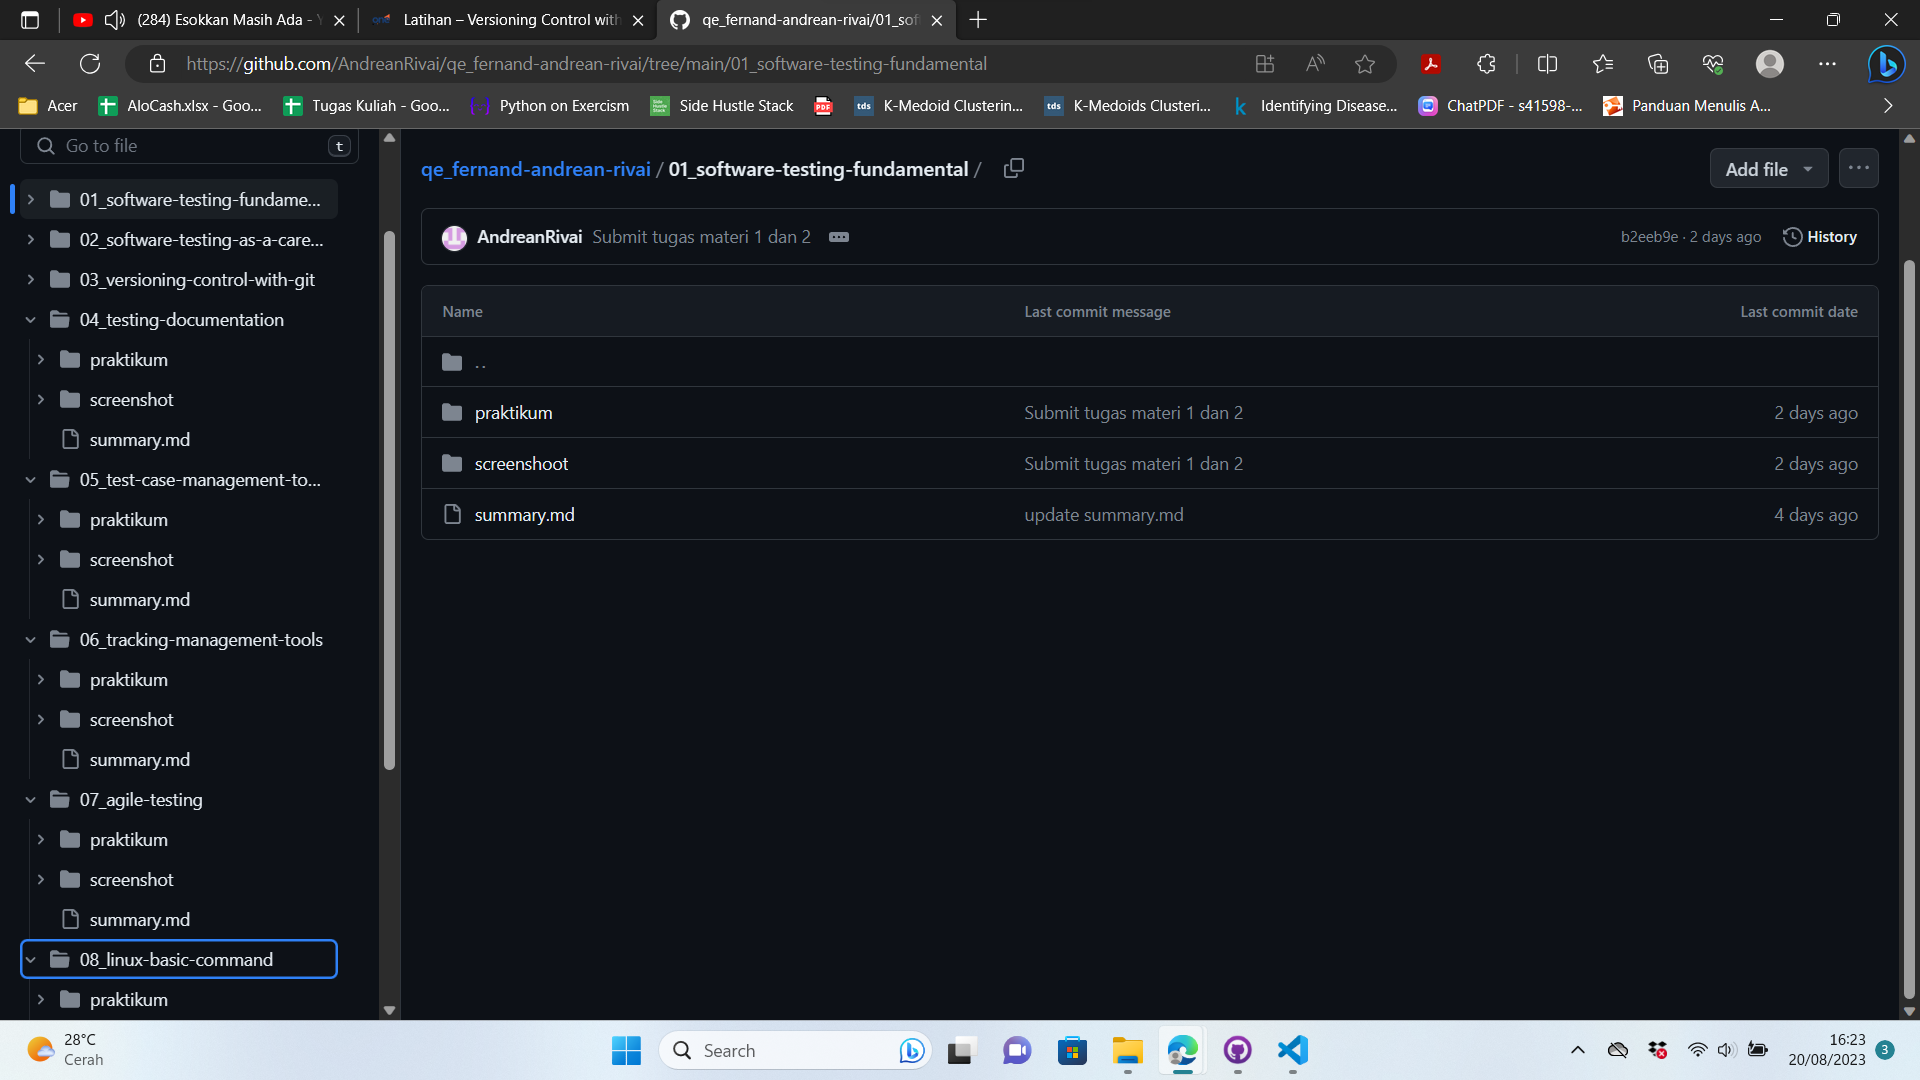 (284) Esokkan Masih Ada -
Latihan – Versioning Control with
qe_fernand-andrean-rivai/01_sof
https://github.com/AndreanRivai/qe_fernand-andrean-rivai/tree/main/01_software-testing-fundamental
Acer
AloCash.xlsx - Goo...
Tugas Kuliah - Goo...
Python on Exercism
Side Hustle Stack
K-Medoid Clusterin...
K-Medoids Clusteri...
Identifying Disease...
ChatPDF - s41598-...
Panduan Menulis A...
Go to file
t
01_software-testing-fundame...
02_software-testing-as-a-care...
03_versioning-control-with-git
04_testing-documentation
praktikum
screenshot
summary.md
05_test-case-management-to...
praktikum
screenshot
summary.md
06_tracking-management-tools
praktikum
screenshot
summary.md
07_agile-testing
praktikum
screenshot
summary.md
08_linux-basic-command
praktikum
qe_fernand-andrean-rivai / 01_software-testing-fundamental /
Add file
AndreanRivai Submit tugas materi 1 dan 2
b2eeb9e · 2 days ago
History
Name Last commit message Last commit date
..
praktikum Submit tugas materi 1 dan 2 2 days ago
screenshoot Submit tugas materi 1 dan 2 2 days ago
summary.md update summary.md 4 days ago
28°C
Cerah
Search
16:23
20/08/2023
3